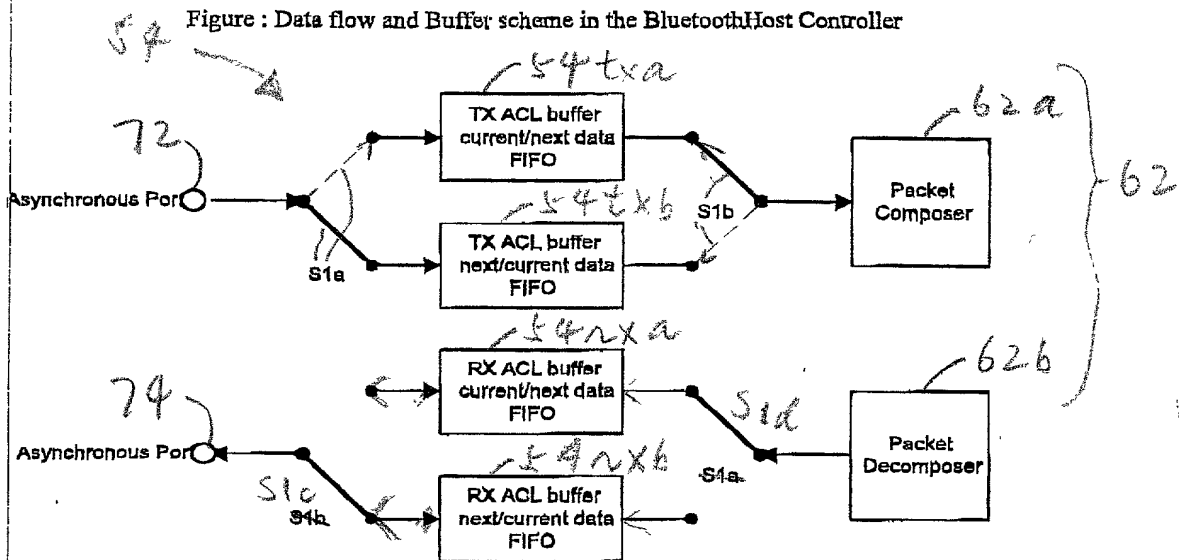 Figure : Data flow and Buffer scheme in the BluetoothHost Controller
54
54txa
62a
72
TX ACL buffer
current/next data
FIFO
Asynchronous Port
Packet
Composer
62
54txb
S1b
S1a
TX ACL buffer
next/current data
FIFO
54rxa
62b
RX ACL buffer
current/next data
FIFO
74
S1d
Asynchronous Port
Packet
Decomposer
54rxb
S1a
S1c
S1b
RX ACL buffer
next/current data
FIFO